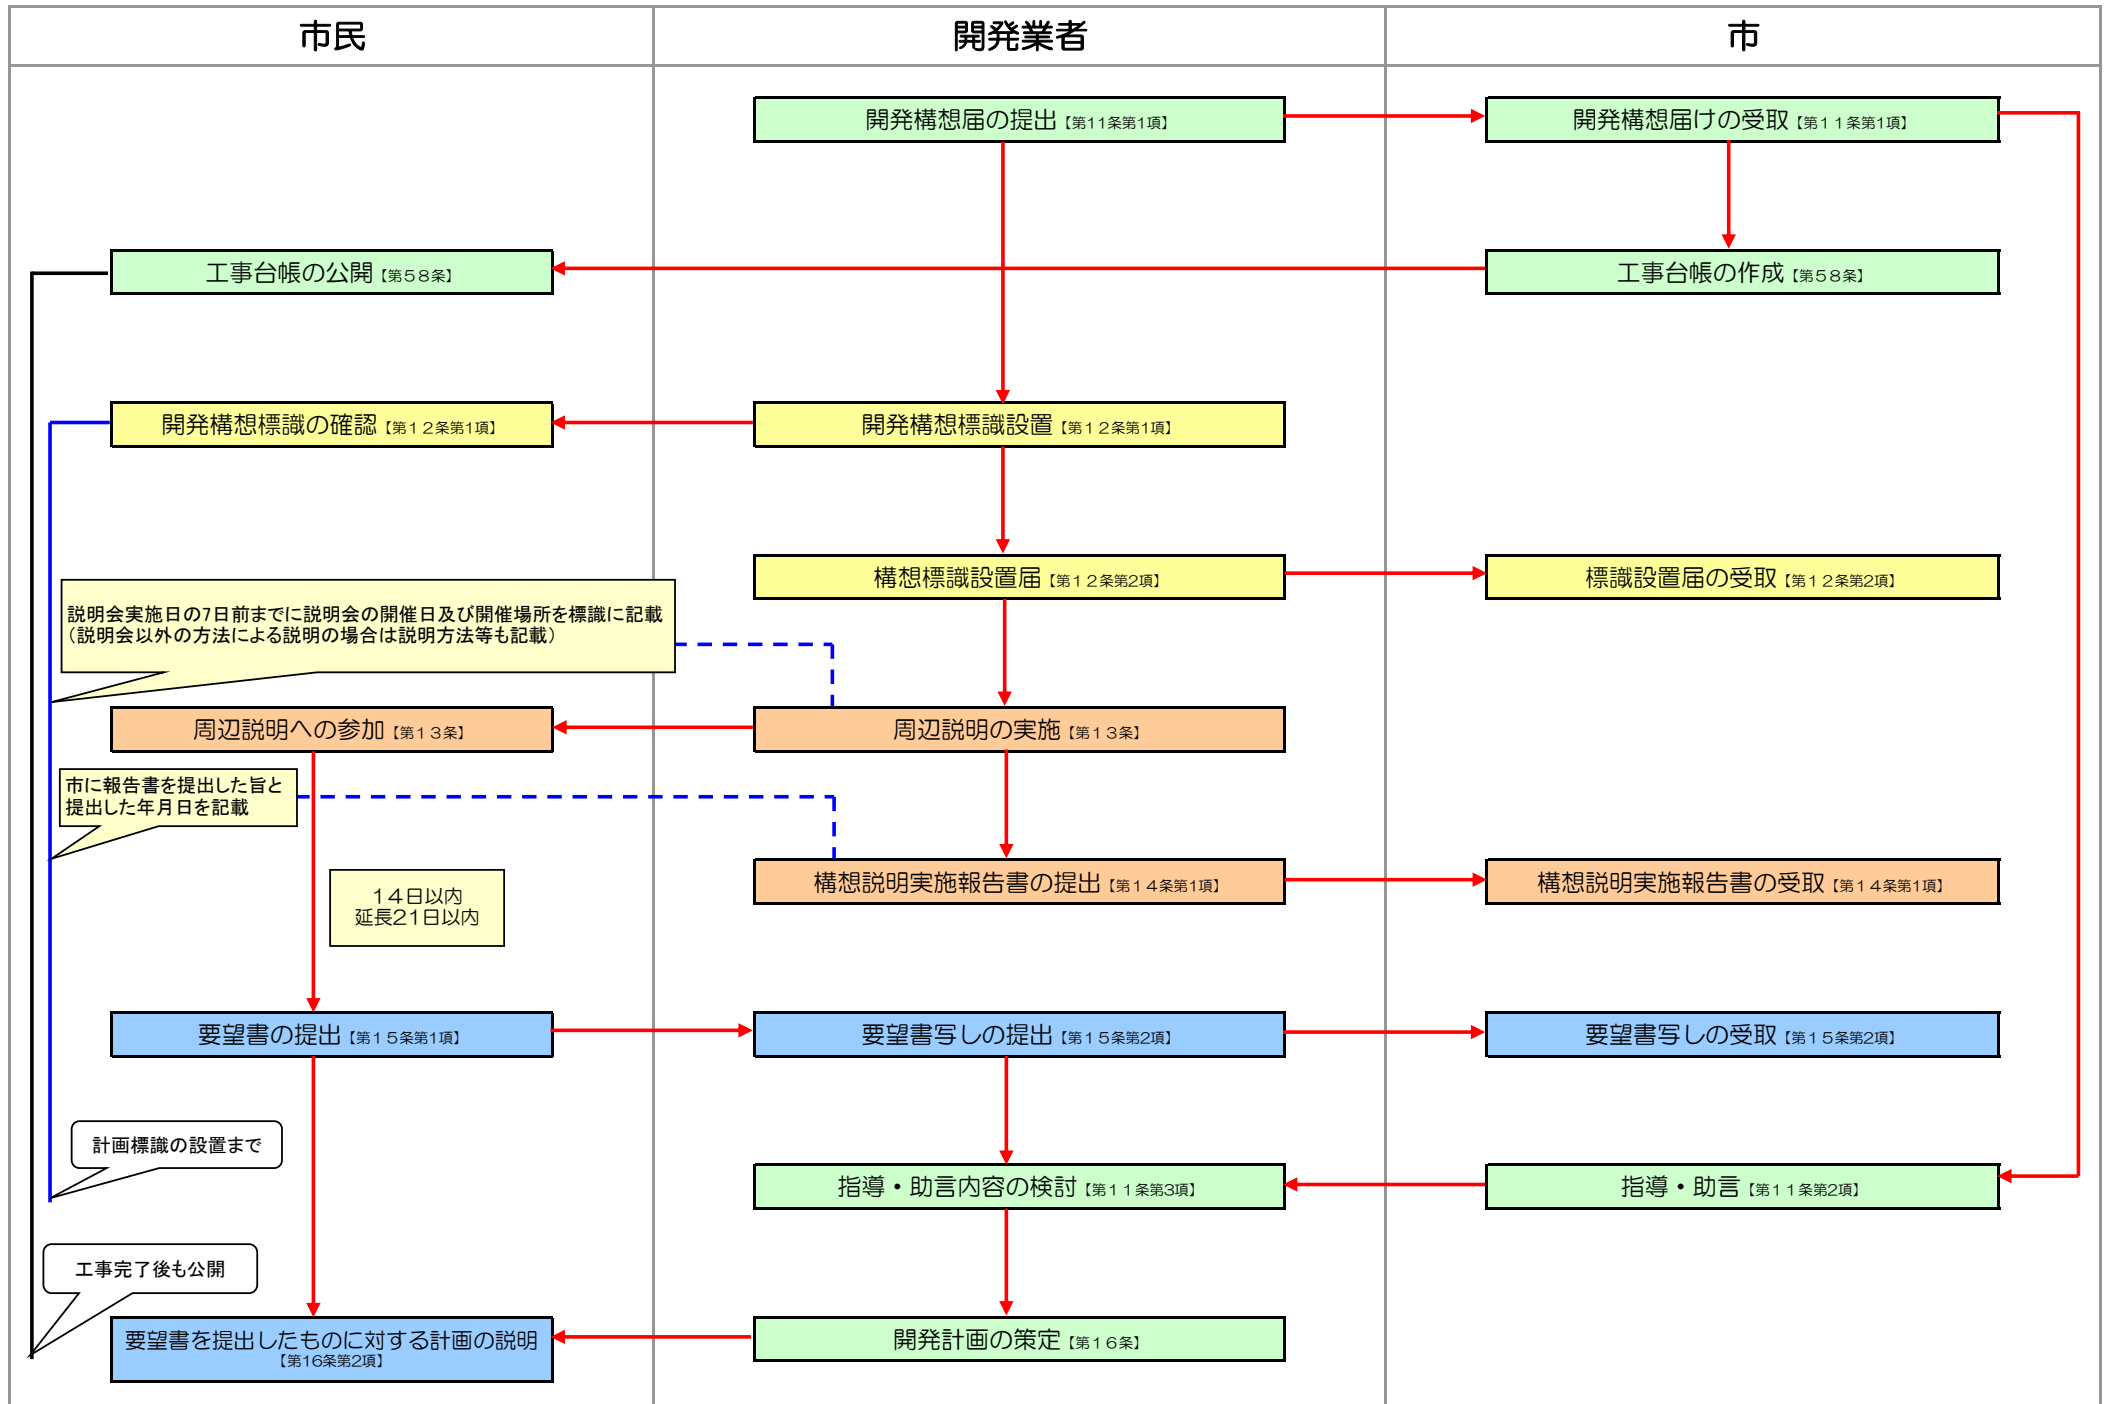 市民
開発業者
市
開発構想届の提出【第11条第1項】
開発構想届けの受取【第11条第1項】
工事台帳の公開【第58条】
工事台帳の作成【第58条】
開発構想標識の確認【第12条第1項】
開発構想標識設置【第12条第1項】
構想標識設置届【第12条第2項】
標識設置届の受取【第12条第2項】
説明会実施日の7日前までに説明会の開催日及び開催場所を標識に記載
（説明会以外の方法による説明の場合は説明方法等も記載）
周辺説明への参加【第13条】
周辺説明の実施【第13条】
市に報告書を提出した旨と
提出した年月日を記載
構想説明実施報告書の提出【第14条第1項】
構想説明実施報告書の受取【第14条第1項】
14日以内
延長21日以内
要望書の提出【第15条第1項】
要望書写しの提出【第15条第2項】
要望書写しの受取【第15条第2項】
計画標識の設置まで
指導・助言内容の検討【第11条第3項】
指導・助言【第11条第2項】
工事完了後も公開
要望書を提出したものに対する計画の説明
【第16条第2項】
開発計画の策定【第16条】